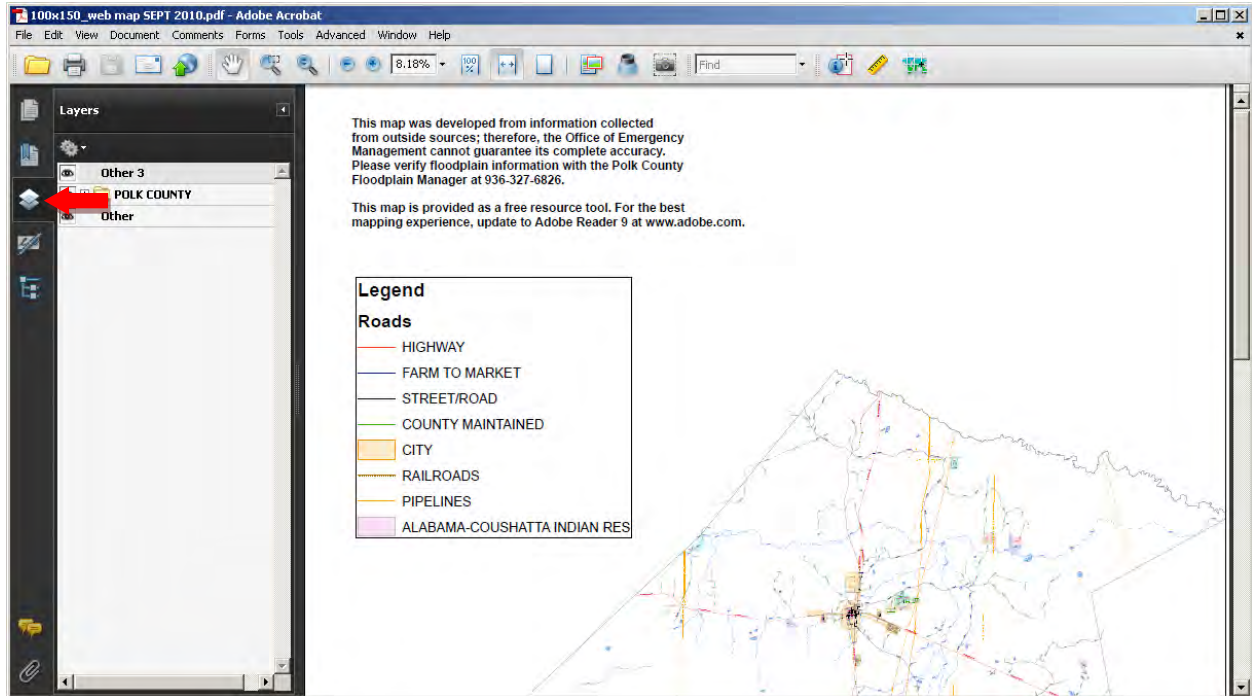 100x150_web map SEPT 2010.pdf - Adobe Acrobat
File Edit View Document Comments Forms Tools Advanced Window Help
8.18% 100% Find
Layers
Other 3
POLK COUNTY
Other
This map was developed from information collected
from outside sources; therefore, the Office of Emergency
Management cannot guarantee its complete accuracy.
Please verify floodplain information with the Polk County
Floodplain Manager at 936-327-6826.
This map is provided as a free resource tool. For the best
mapping experience, update to Adobe Reader 9 at www.adobe.com.
Legend
Roads
HIGHWAY
FARM TO MARKET
STREET/ROAD
COUNTY MAINTAINED
CITY
RAILROADS
PIPELINES
ALABAMA-COUSHATTA INDIAN RES